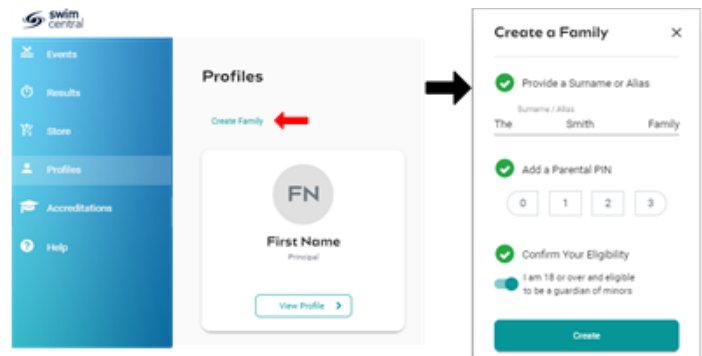 swim
central
Events
Results
Store
Profiles
Accreditations
Help
Profiles
Create Family
FN
First Name
Principal
View Profile
Create a Family
Provide a Surname or Alias
Surname / Alias
The Smith Family
Add a Parental PIN
0 1 2 3
Confirm Your Eligibility
I am 18 or over and eligible
to be a guardian of minors
Create